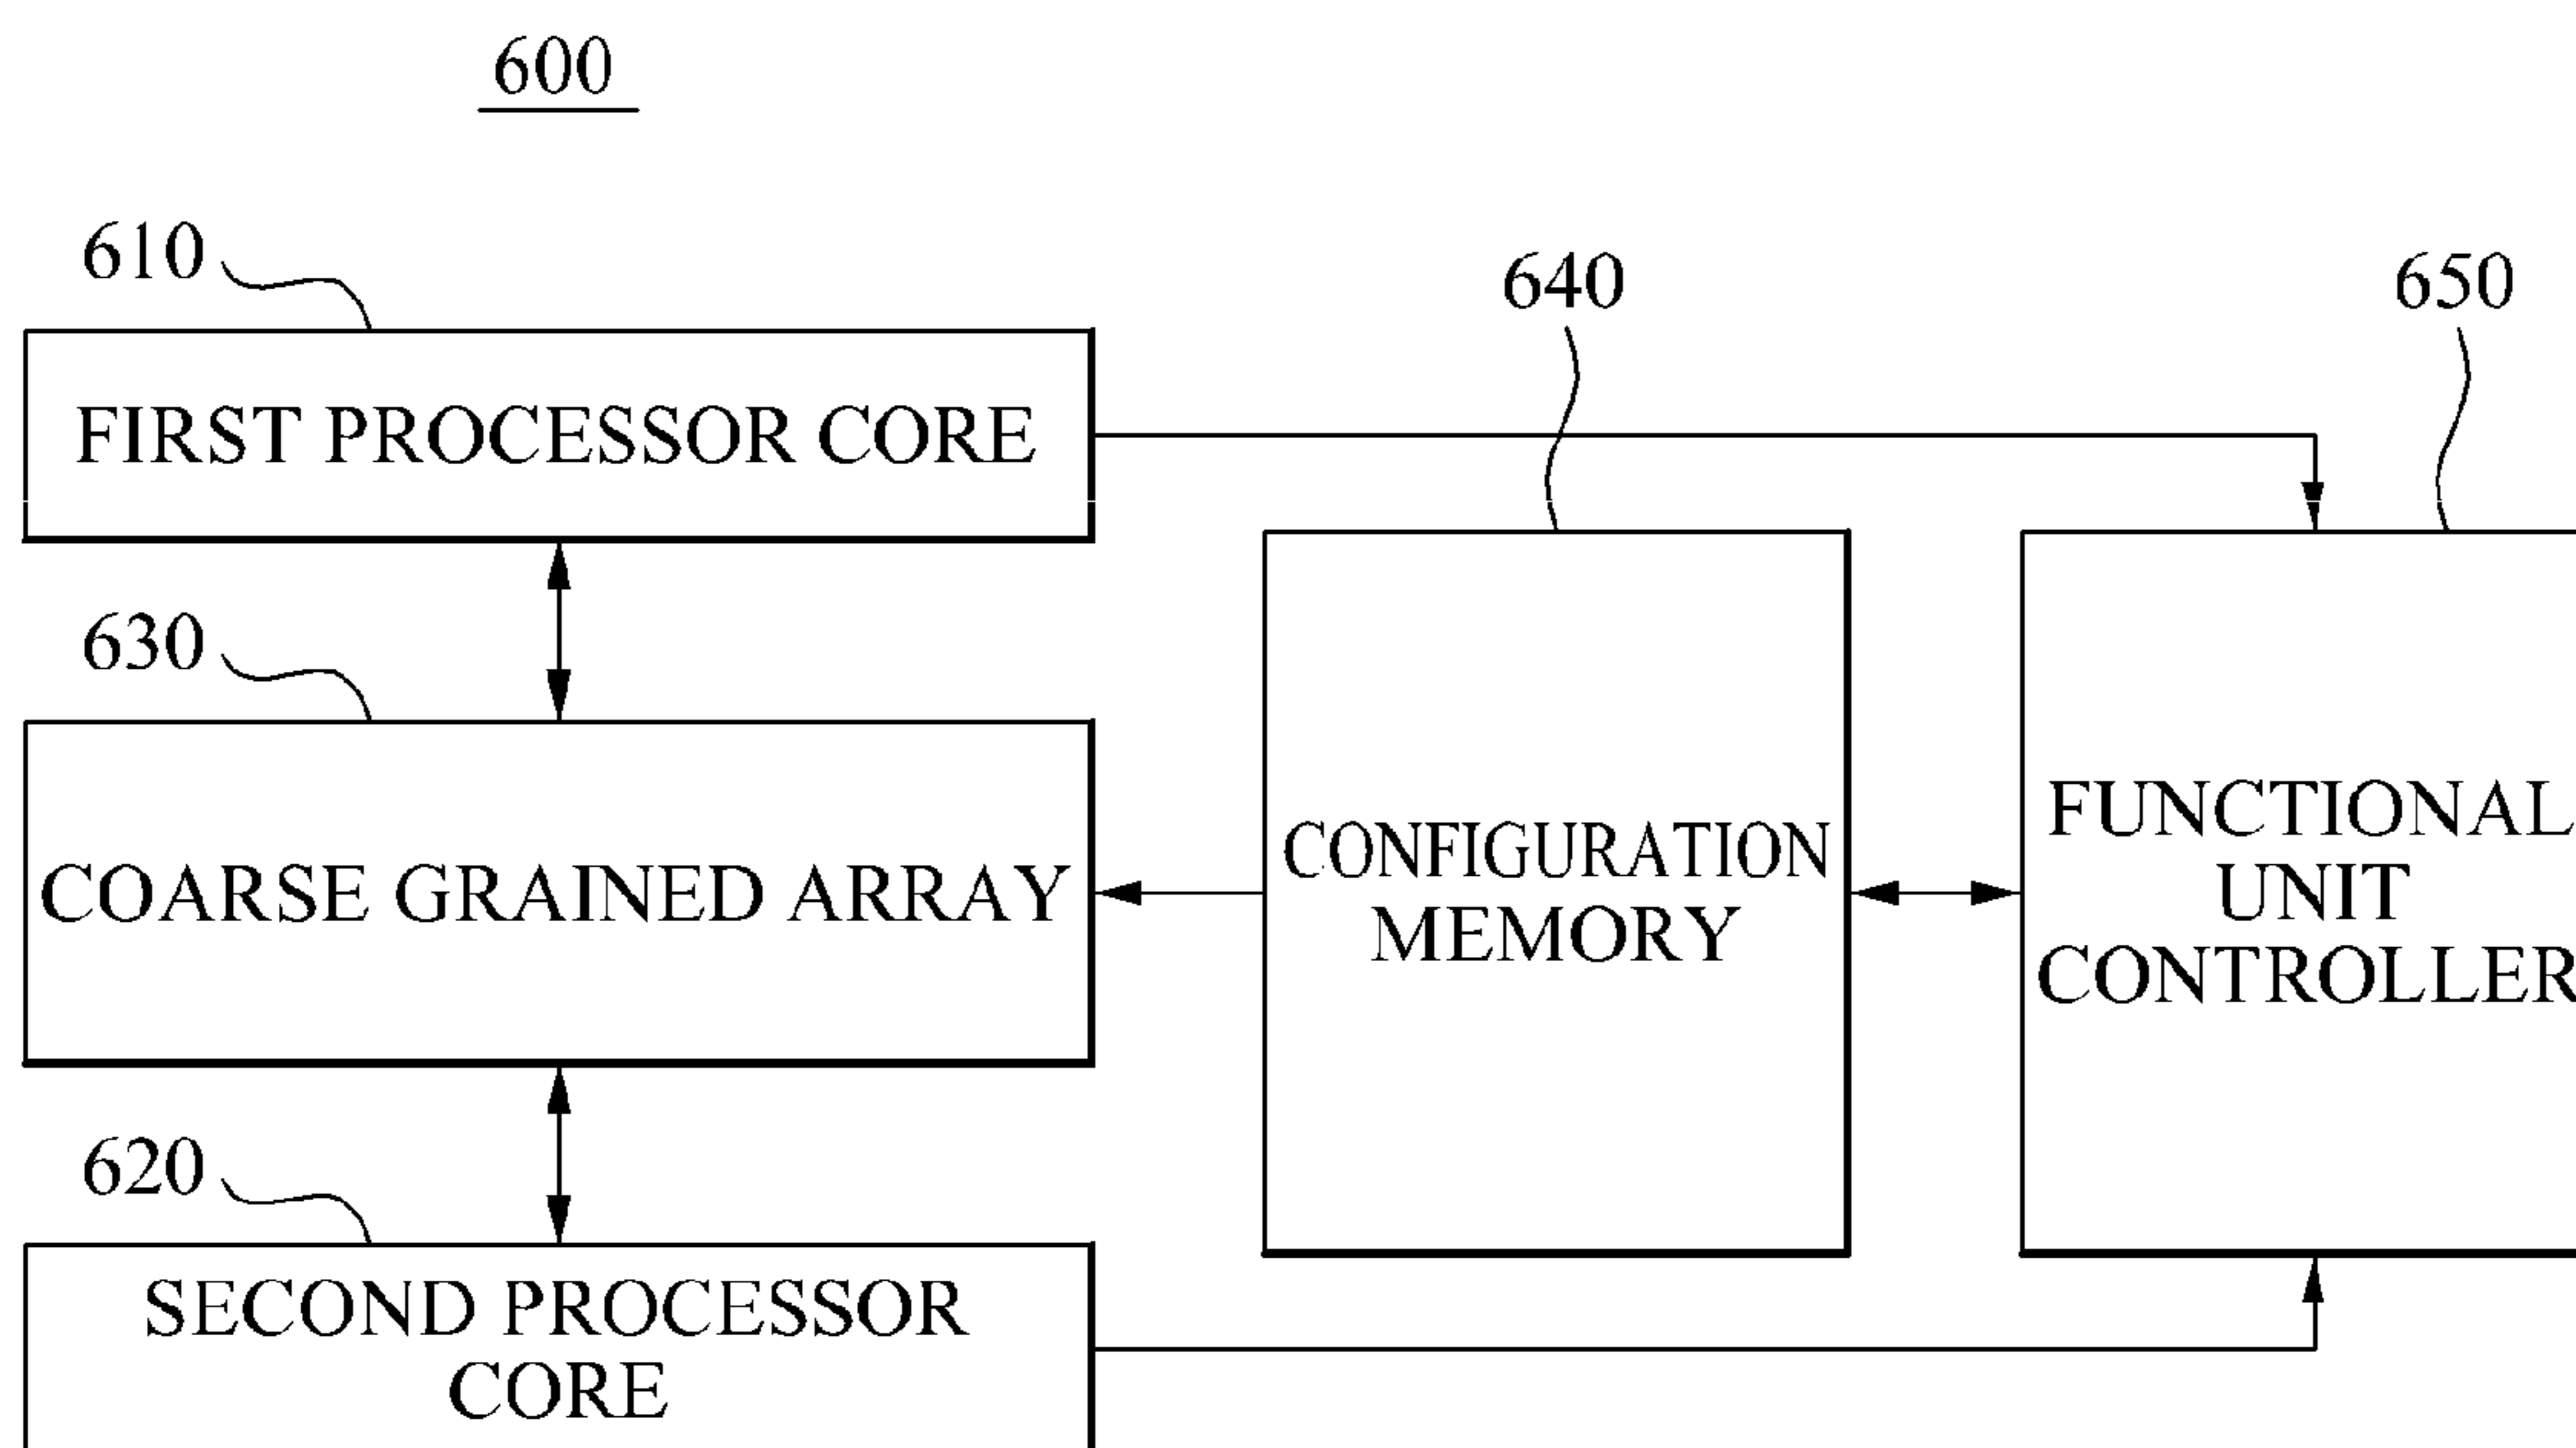 600
610
FIRST PROCESSOR CORE
640
650
630
COARSE GRAINED ARRAY
CONFIGURATION
MEMORY
FUNCTIONAL
UNIT
CONTROLLER
620
SECOND PROCESSOR
CORE